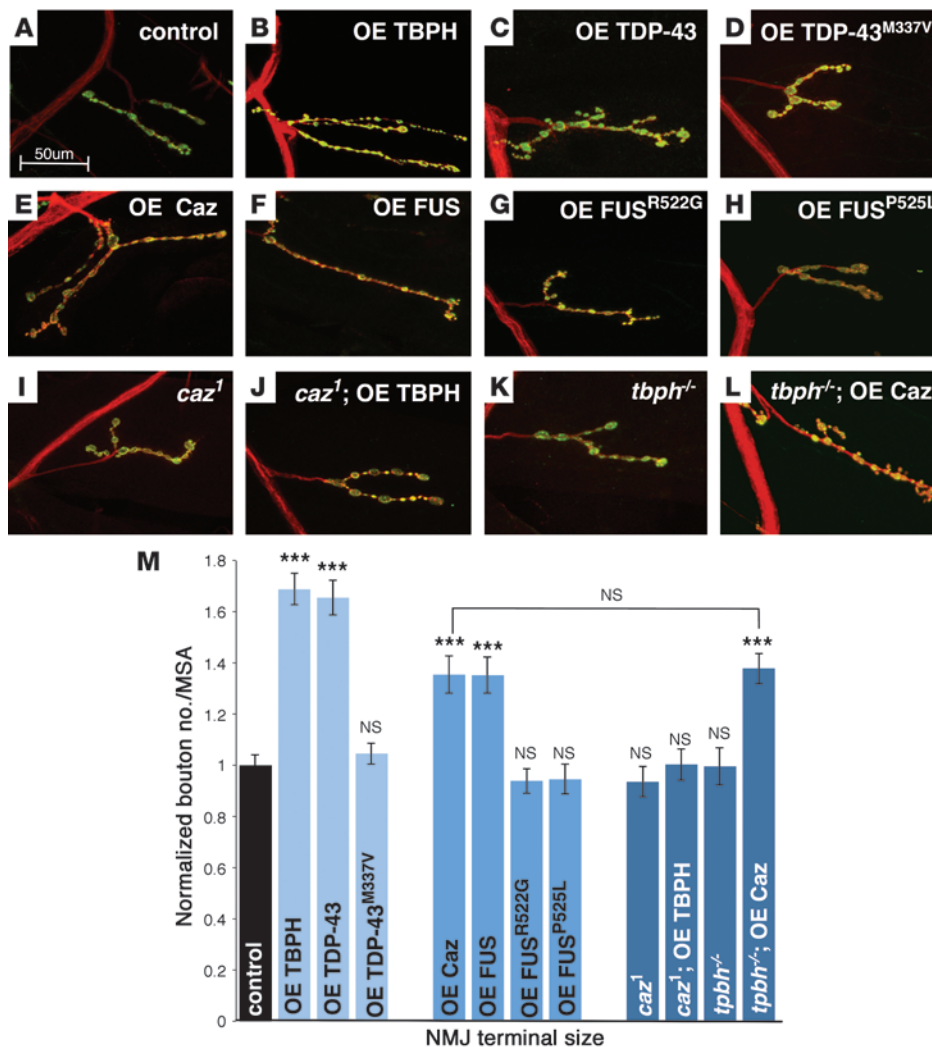 A control
B OE TBPH
C OE TDP-43
D OE TDP-43M337V
50um
E OE Caz
F OE FUS
G OE FUSR522G
H OE FUSP525L
I caz1
J caz1; OE TBPH
K tbph-/-
L tbph-/-; OE Caz
M
Normalized bouton no./MSA
1.8
1.6
1.4
1.2
1
0.8
0.6
0.4
0.2
0
***
***
NS
***
***
NS
NS
NS
NS
NS
NS
***
control
OE TBPH
OE TDP-43
OE TDP-43M337V
OE Caz
OE FUS
OE FUSR522G
OE FUSP525L
caz1
caz1; OE TBPH
tpbh-/-
tpbh-/-; OE Caz
NMJ terminal size